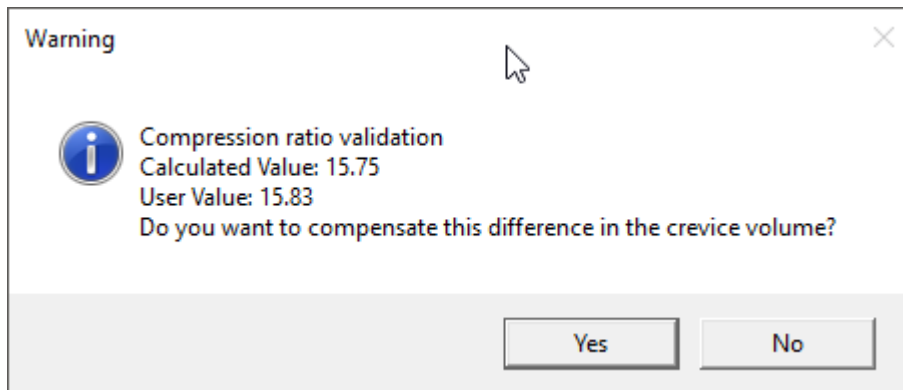 Warning
Compression ratio validation
Calculated Value: 15.75
User Value: 15.83
Do you want to compensate this difference in the crevice volume?
Yes
No